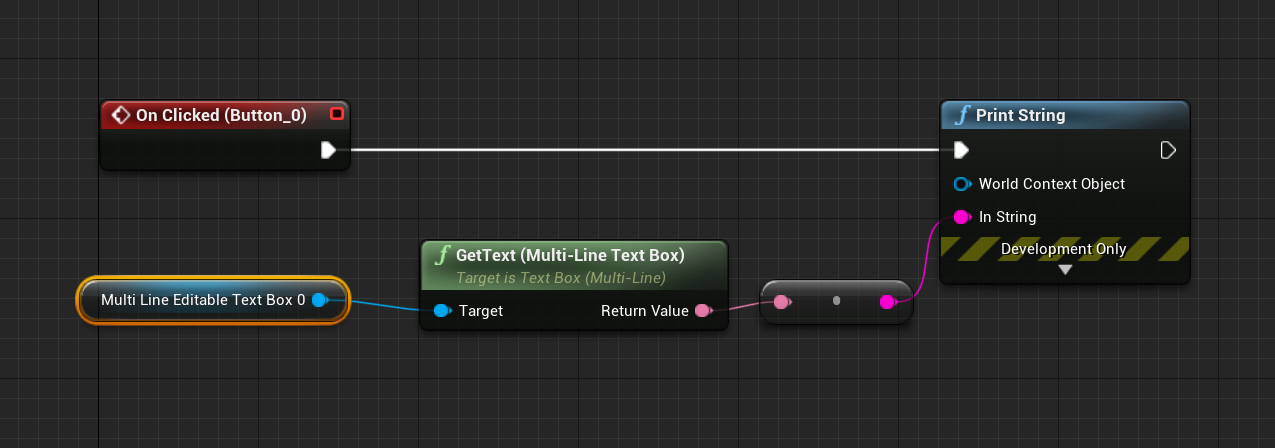 On Clicked (Button_0)
Print String
World Context Object
In String
Development Only
GetText (Multi-Line Text Box)
Target is Text Box (Multi-Line)
Multi Line Editable Text Box 0
Target
Return Value